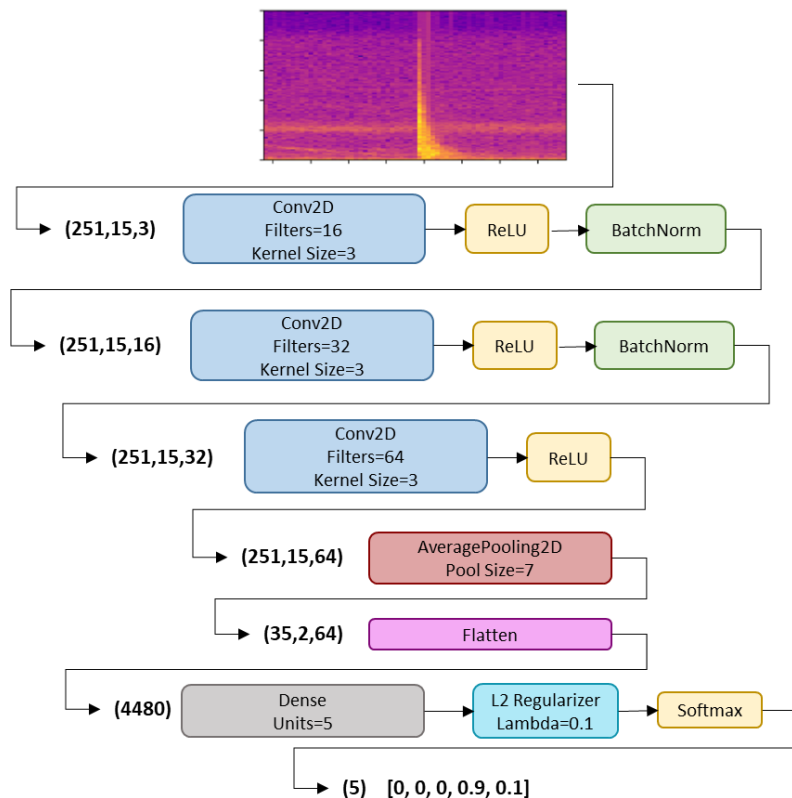 (251,15,3)
Conv2D
Filters=16
Kernel Size=3
ReLU
BatchNorm
(251,15,16)
Conv2D
Filters=32
Kernel Size=3
ReLU
BatchNorm
(251,15,32)
Conv2D
Filters=64
Kernel Size=3
ReLU
(251,15,64)
AveragePooling2D
Pool Size=7
(35,2,64)
Flatten
(4480)
Dense
Units=5
L2 Regularizer
Lambda=0.1
Softmax
(5) [0, 0, 0, 0.9, 0.1]